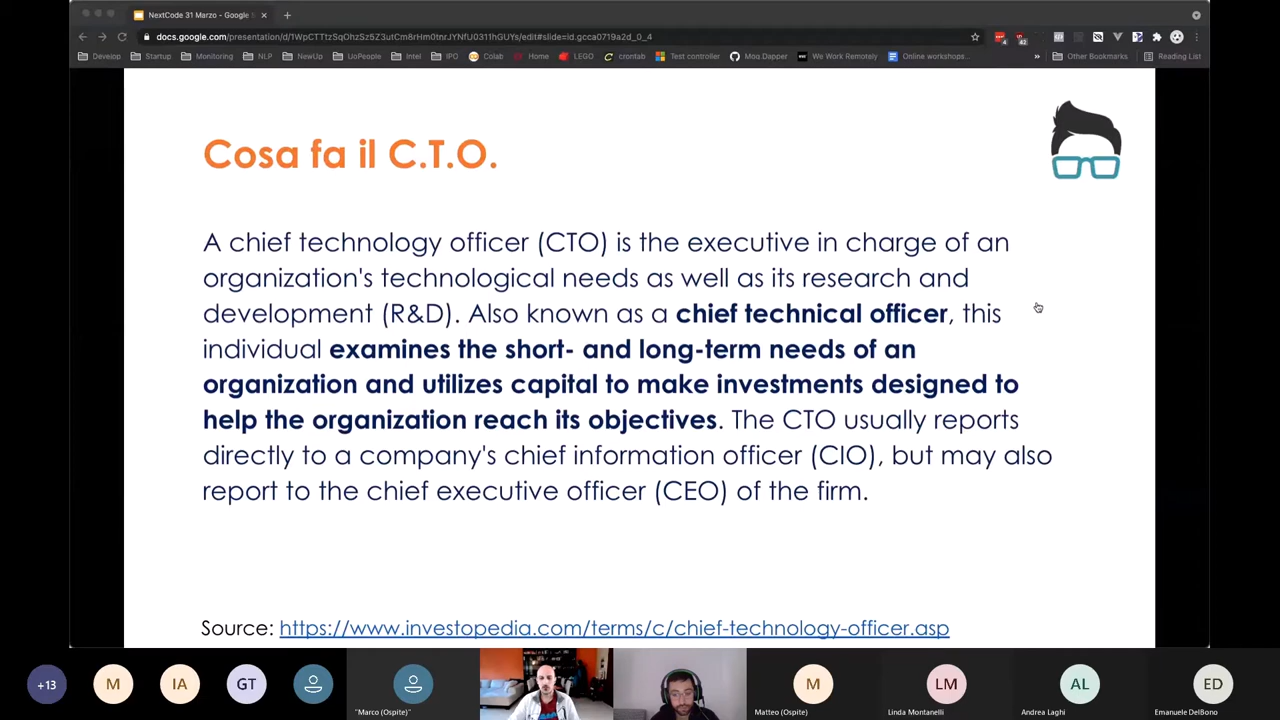 NextCode 31 Marzo - Google S
docs.google.com/presentation/d/1WpCTTtzSqOhzSz5Z3utCm8rHm0tnrJYNfU0311hGUYs/edit#slide=id.gcca0719a2d_0_4
Develop Startup Monitoring NLP NewUp UoPeople Intel IPO Colab Home LEGO crontab Test controller Moq.Dapper We Work Remotely Online workshops... » Other Bookmarks Reading List
Cosa fa il C.T.O.
A chief technology officer (CTO) is the executive in charge of an
organization's technological needs as well as its research and
development (R&D). Also known as a chief technical officer, this
individual examines the short- and long-term needs of an
organization and utilizes capital to make investments designed to
help the organization reach its objectives. The CTO usually reports
directly to a company's chief information officer (CIO), but may also
report to the chief executive officer (CEO) of the firm.
Source: https://www.investopedia.com/terms/c/chief-technology-officer.asp
+13 M IA GT M LM AL ED
"Marco (Ospite)" Matteo (Ospite) Linda Montanelli Andrea Laghi Emanuele DelBono